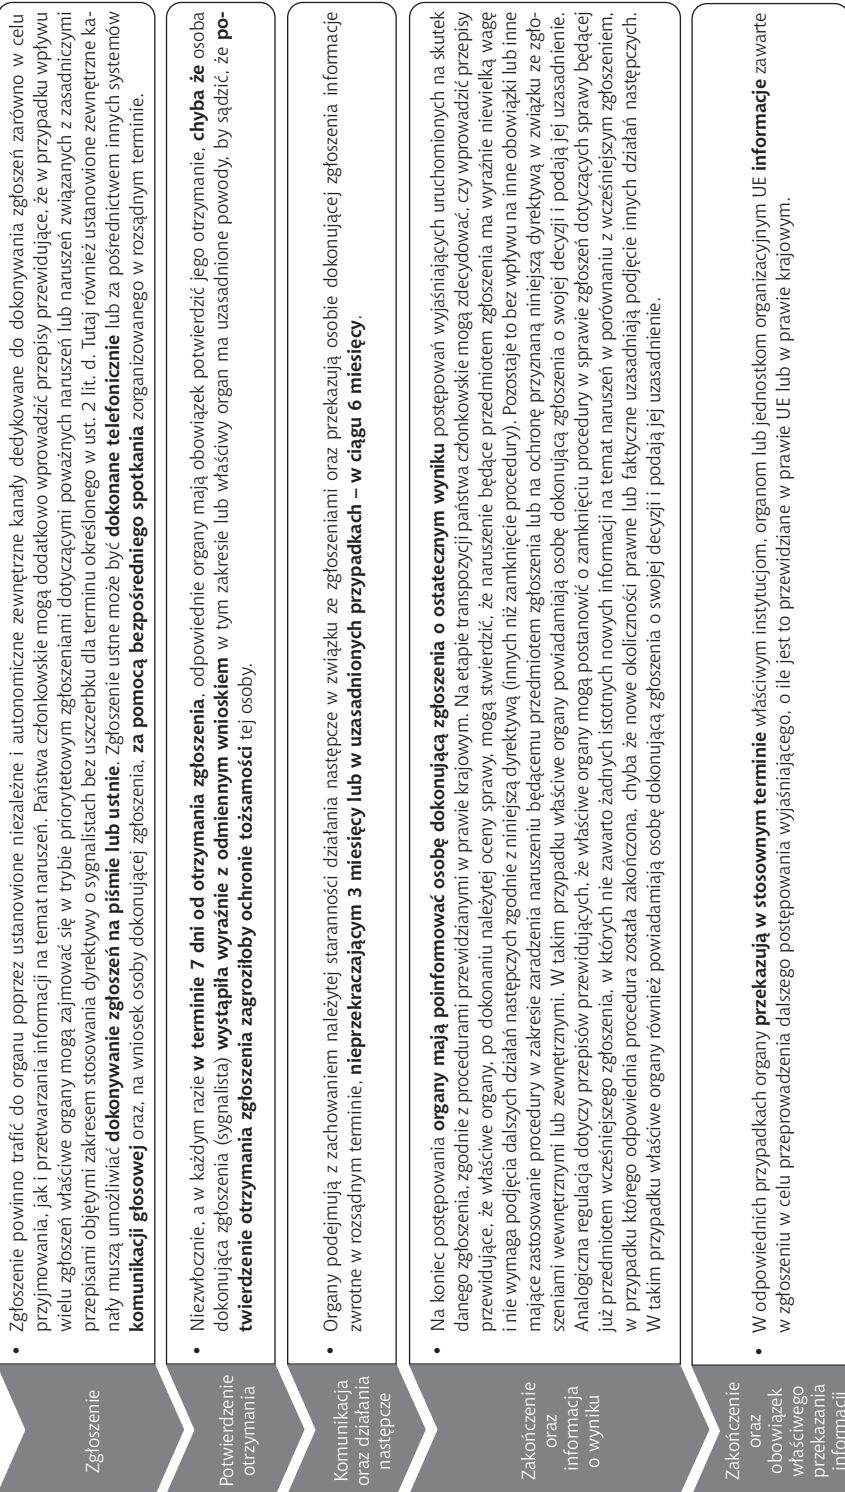 Zgłoszenie
• Zgłoszenie powinno trafić do organu poprzez ustanowione niezależne i autonomiczne zewnętrzne kanały dedykowane do dokonywania zgłoszeń zarówno w celu
przyjmowania, jak i przetwarzania informacji na temat naruszeń. Państwa członkowskie mogą dodatkowo wprowadzić przepisy przewidujące, że w przypadku wpływu
wielu zgłoszeń właściwe organy mogą zajmować się w trybie priorytetowym zgłoszeniami dotyczącymi poważnych naruszeń lub naruszeń związanych z zasadniczymi
przepisami objętymi zakresem stosowania dyrektywy o sygnalistach bez uszczerbku dla terminu określonego w ust. 2 lit. d. Tutaj również ustanowione zewnętrzne ka-
nały muszą umożliwiać dokonywanie zgłoszeń na piśmie lub ustnie. Zgłoszenie ustne może być dokonane telefonicznie lub za pośrednictwem innych systemów
komunikacji głosowej oraz, na wniosek osoby dokonującej zgłoszenia, za pomocą bezpośredniego spotkania zorganizowanego w rozsądnym terminie.
Potwierdzenie
otrzymania
• Niezwłocznie, a w każdym razie w terminie 7 dni od otrzymania zgłoszenia, odpowiednie organy mają obowiązek potwierdzić jego otrzymanie, chyba że osoba
dokonująca zgłoszenia (sygnalista) wystąpiła wyraźnie z odmiennym wnioskiem w tym zakresie lub właściwy organ ma uzasadnione powody, by sądzić, że po-
twierdzenie otrzymania zgłoszenia zagroziłoby ochronie tożsamości tej osoby.
Komunikacja
oraz działania
następcze
• Organy podejmują z zachowaniem należytej staranności działania następcze w związku ze zgłoszeniami oraz przekazują osobie dokonującej zgłoszenia informacje
zwrotne w rozsądnym terminie, nieprzekraczającym 3 miesięcy lub w uzasadnionych przypadkach – w ciągu 6 miesięcy.
Zakończenie
oraz
informacja
o wyniku
• Na koniec postępowania organy mają poinformować osobę dokonującą zgłoszenia o ostatecznym wyniku postępowań wyjaśniających uruchomionych na skutek
danego zgłoszenia, zgodnie z procedurami przewidzianymi w prawie krajowym. Na etapie transpozycji państwa członkowskie mogą zdecydować, czy wprowadzić przepisy
przewidujące, że właściwe organy, po dokonaniu należytej oceny sprawy, mogą stwierdzić, że naruszenie będące przedmiotem zgłoszenia ma wyraźnie niewielką wagę
i nie wymaga podjęcia dalszych działań następczych zgodnie z niniejszą dyrektywą (innych niż zamknięcie procedury). Pozostaje to bez wpływu na inne obowiązki lub inne
mające zastosowanie procedury w zakresie zaradzenia naruszeniu będącemu przedmiotem zgłoszenia lub na ochronę przyznaną niniejszą dyrektywą w związku ze zgło-
szeniami wewnętrznymi lub zewnętrznymi. W takim przypadku właściwe organy powiadamiają osobę dokonującą zgłoszenia o swojej decyzji i podają jej uzasadnienie.
Analogiczna regulacja dotyczy przepisów przewidujących, że właściwe organy mogą postanowić o zamknięciu procedury w sprawie zgłoszeń dotyczących sprawy będącej
już przedmiotem wcześniejszego zgłoszenia, w których nie zawarto żadnych istotnych nowych informacji na temat naruszeń w porównaniu z wcześniejszym zgłoszeniem,
w przypadku którego odpowiednia procedura została zakończona, chyba że nowe okoliczności prawne lub faktyczne uzasadniają podjęcie innych działań następczych.
W takim przypadku właściwe organy również powiadamiają osobę dokonującą zgłoszenia o swojej decyzji i podają jej uzasadnienie.
Zakończenie
oraz
obowiązek
właściwego
przekazania
informacji
• W odpowiednich przypadkach organy przekazują w stosownym terminie właściwym instytucjom, organom lub jednostkom organizacyjnym UE informacje zawarte
w zgłoszeniu w celu przeprowadzenia dalszego postępowania wyjaśniającego, o ile jest to przewidziane w prawie UE lub w prawie krajowym.